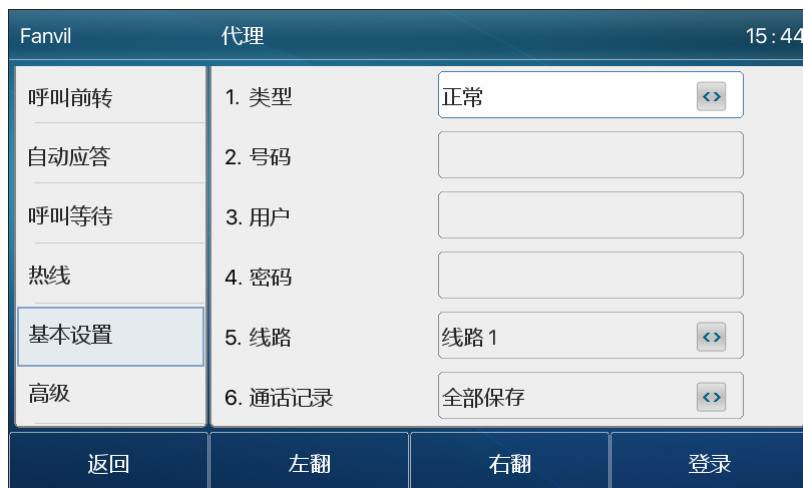 Fanvil 代理 15:44
呼叫前转
自动应答
呼叫等待
热线
基本设置
高级
1. 类型 正常
2. 号码
3. 用户
4. 密码
5. 线路 线路1
6. 通话记录 全部保存
返回 左翻 右翻 登录